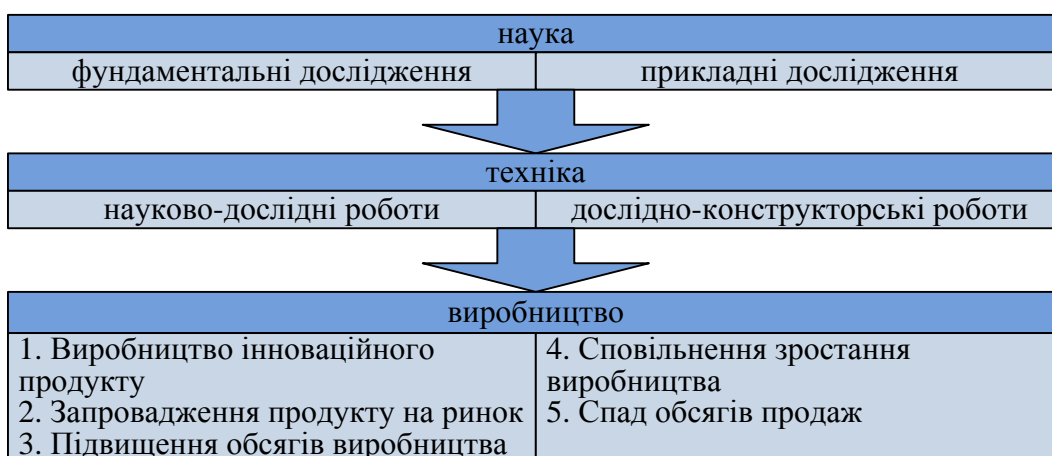 наука
фундаментальні дослідження
прикладні дослідження
техніка
науково-дослідні роботи
дослідно-конструкторські роботи
виробництво
1. Виробництво інноваційного
продукту
2. Запровадження продукту на ринок
3. Підвищення обсягів виробництва
4. Сповільнення зростання
виробництва
5. Спад обсягів продаж